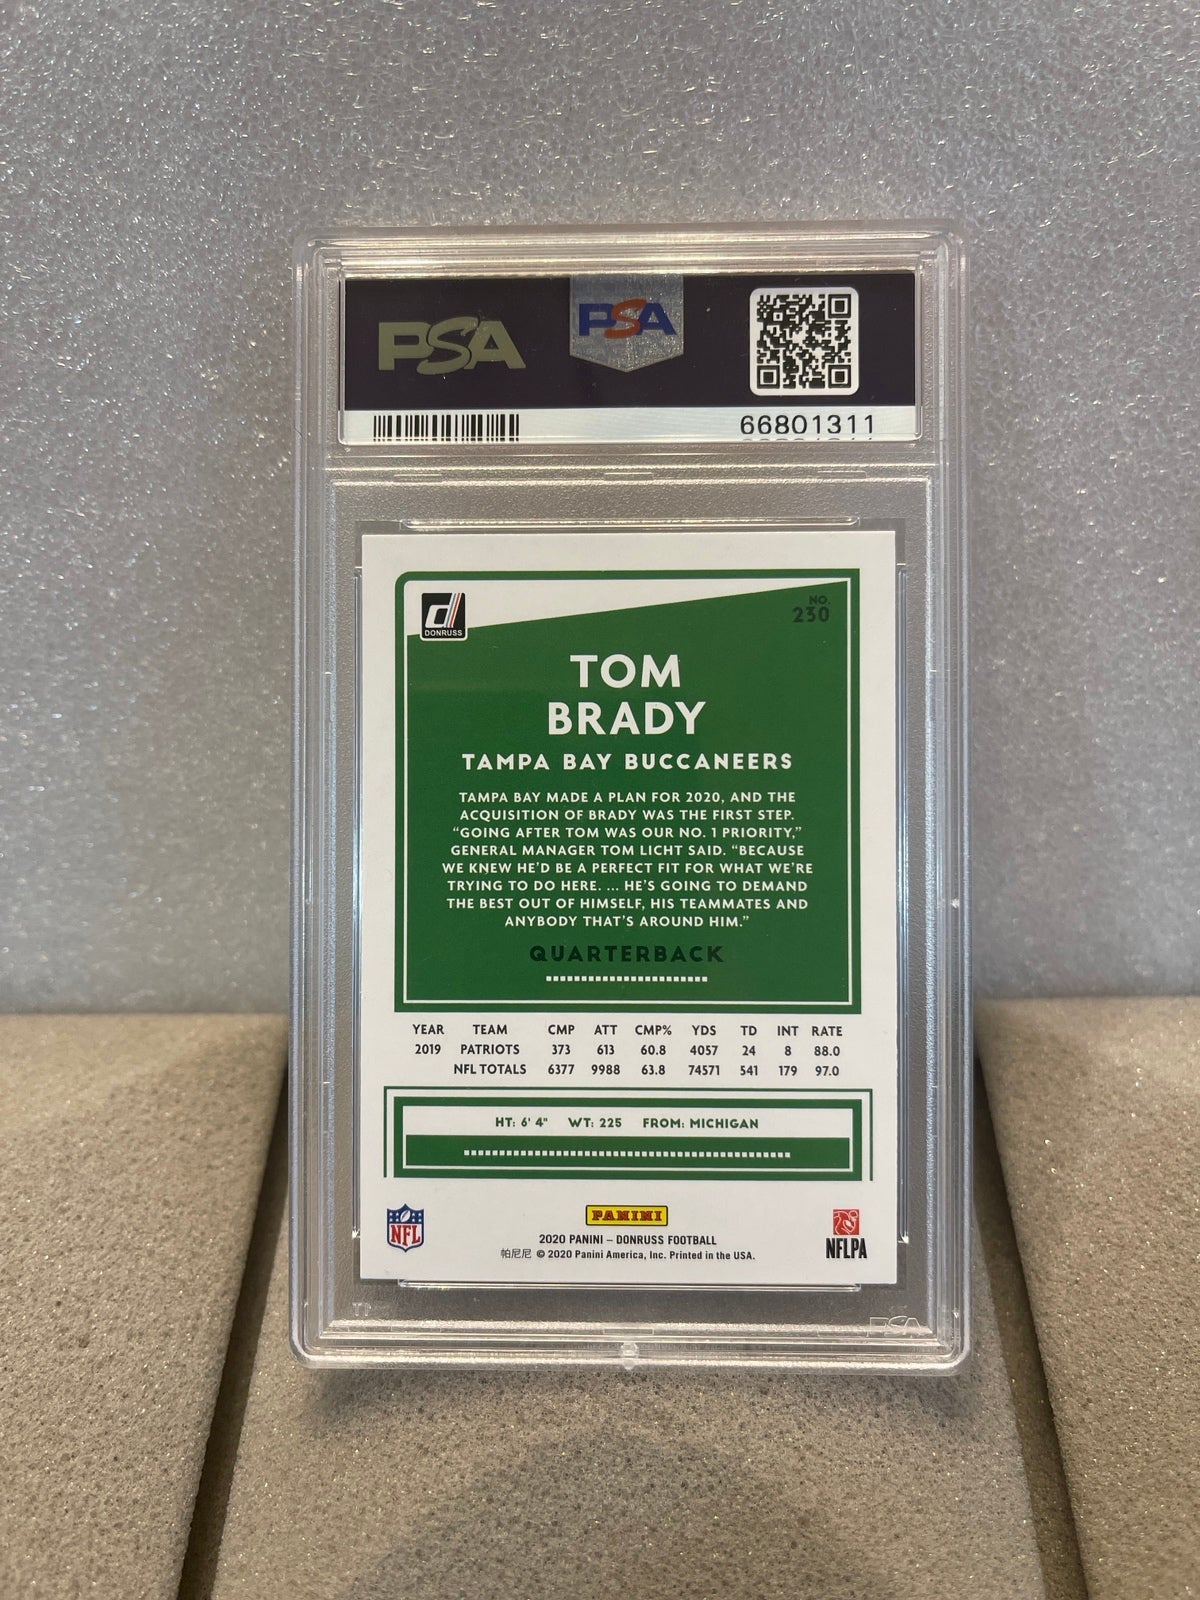 PSA
PSA
66801311
DONRUSS
NO.
230
TOM
BRADY
TAMPA BAY BUCCANEERS
TAMPA BAY MADE A PLAN FOR 2020, AND THE
ACQUISITION OF BRADY WAS THE FIRST STEP.
“GOING AFTER TOM WAS OUR NO. 1 PRIORITY,”
GENERAL MANAGER TOM LICHT SAID. “BECAUSE
WE KNEW HE’D BE A PERFECT FIT FOR WHAT WE’RE
TRYING TO DO HERE. ... HE’S GOING TO DEMAND
THE BEST OUT OF HIMSELF, HIS TEAMMATES AND
ANYBODY THAT’S AROUND HIM.”
QUARTERBACK
YEAR TEAM CMP ATT CMP% YDS TD INT RATE
2019 PATRIOTS 373 613 60.8 4057 24 8 88.0
NFL TOTALS 6377 9988 63.8 74571 541 179 97.0
HT: 6' 4" WT: 225 FROM: MICHIGAN
NFL
PANINI
NFLPA
2020 PANINI – DONRUSS FOOTBALL
帕尼尼 © 2020 Panini America, Inc. Printed in the USA.
PSA